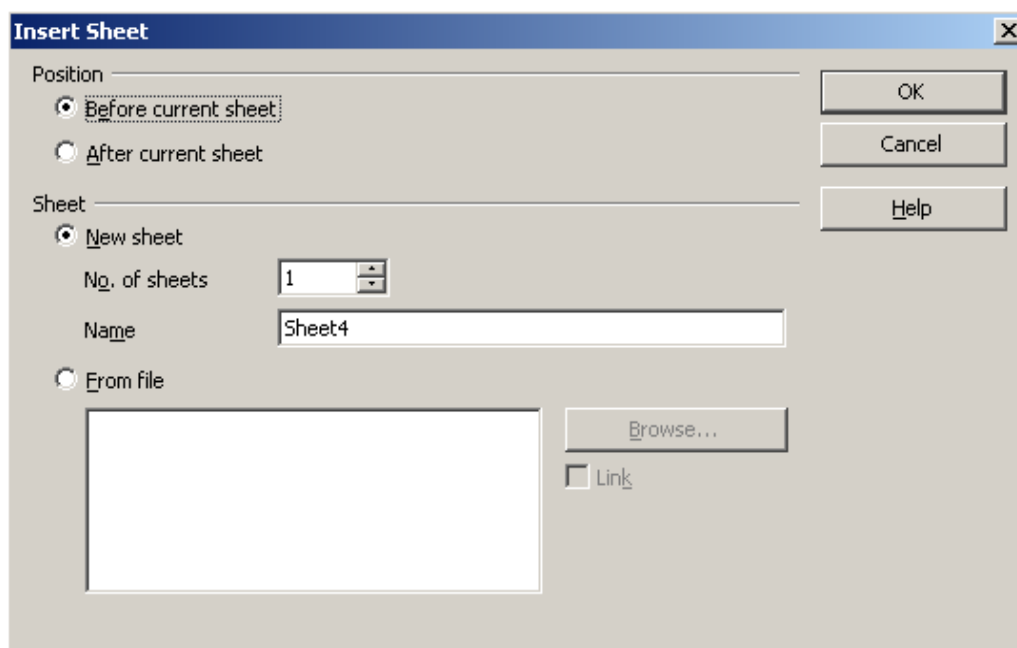 Insert Sheet
Position
Before current sheet
After current sheet
OK
Cancel
Help
Sheet
New sheet
No. of sheets 1
Name Sheet4
From file
Browse...
Link